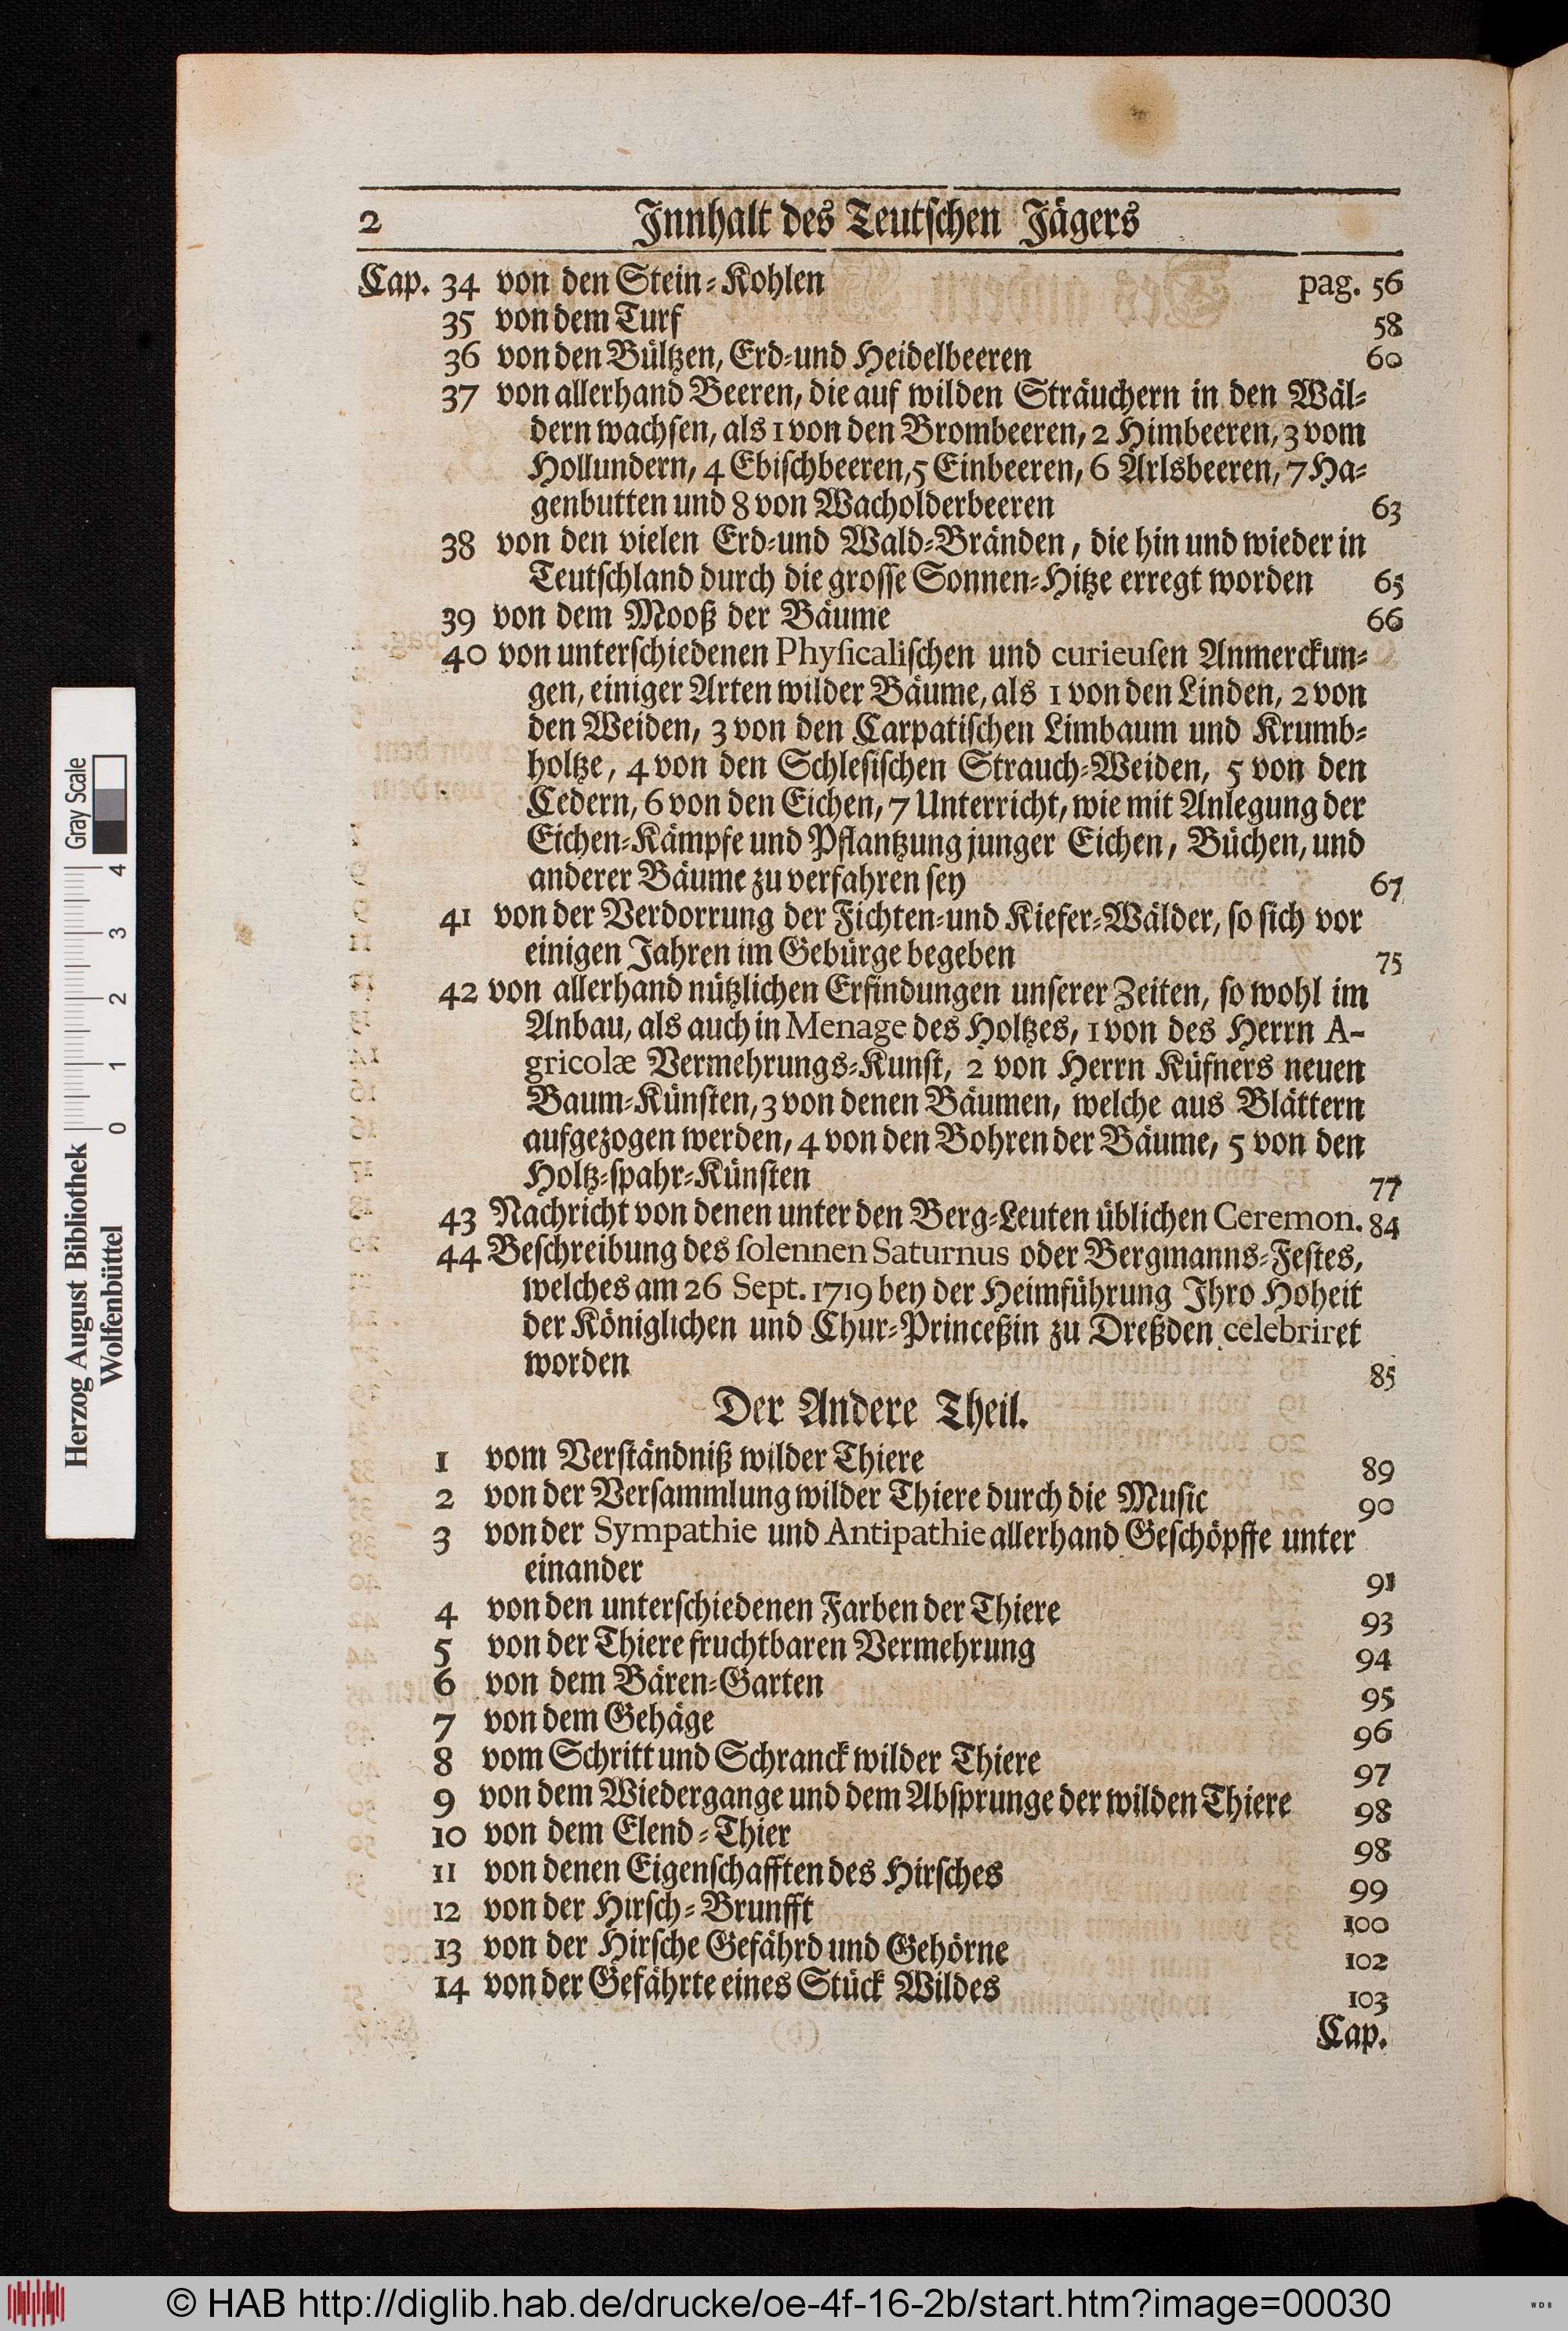 2 Innhalt des Teutschen Jägers
Cap. 34 von den Stein-Kohlen pag. 56
35 von dem Turf 58
36 von den Bültzen, Erd-und Heidelbeeren 60
37 von allerhand Beeren, die auf wilden Sträuchern in den Wäl-
dern wachsen, als 1 von den Brombeeren, 2 Himbeeren, 3 vom
Hollundern, 4 Ebischbeeren, 5 Einbeeren, 6 Arlsbeeren, 7 Ha-
genbutten und 8 von Wacholderbeeren 63
38 von den vielen Erd-und Wald-Bränden, die hin und wieder in
Teutschland durch die grosse Sonnen-Hitze erregt worden 65
39 von dem Mooß der Bäume 66
40 von unterschiedenen Physicalischen und curieusen Anmerckun-
gen, einiger Arten wilder Bäume, als 1 von den Linden, 2 von
den Weiden, 3 von den Carpatischen Limbaum und Krumb-
holtze, 4 von den Schlesischen Strauch-Weiden, 5 von den
Cedern, 6 von den Eichen, 7 Unterricht, wie mit Anlegung der
Eichen-Kämpfe und Pflantzung junger Eichen, Büchen, und
anderer Bäume zu verfahren sey 67
41 von der Verdorrung der Fichten-und Kiefer-Wälder, so sich vor
einigen Jahren im Gebürge begeben 75
42 von allerhand nützlichen Erfindungen unserer Zeiten, so wohl im
Anbau, als auch in Menage des Holtzes, 1 von des Herrn A-
gricolæ Vermehrungs-Kunst, 2 von Herrn Küfners neuen
Baum-Künsten, 3 von denen Bäumen, welche aus Blättern
aufgezogen werden, 4 von den Bohren der Bäume, 5 von den
Holtz-spahr-Künsten 77
43 Nachricht von denen unter den Berg-Leuten üblichen Ceremon. 84
44 Beschreibung des solennen Saturnus oder Bergmanns-Festes,
welches am 26 Sept. 1719 bey der Heimführung Ihro Hoheit
der Königlichen und Chur-Princeßin zu Dreßden celebriret
worden 85
Der Andere Theil.
1 vom Verständniß wilder Thiere 89
2 von der Versammlung wilder Thiere durch die Music 90
3 von der Sympathie und Antipathie allerhand Geschöpffe unter
einander 91
4 von den unterschiedenen Farben der Thiere 93
5 von der Thiere fruchtbaren Vermehrung 94
6 von dem Bären-Garten 95
7 von dem Gehäge 96
8 vom Schritt und Schranck wilder Thiere 97
9 von dem Wiedergange und dem Absprunge der wilden Thiere 98
10 von dem Elend-Thier 98
11 von denen Eigenschafften des Hirsches 99
12 von der Hirsch-Brunfft 100
13 von der Hirsche Gefährd und Gehörne 102
14 von der Gefährte eines Stück Wildes 103
Cap.
Herzog August Bibliothek
Wolfenbüttel
0 1 2 3 4
Gray Scale
© HAB http://diglib.hab.de/drucke/oe-4f-16-2b/start.htm?image=00030
WDB